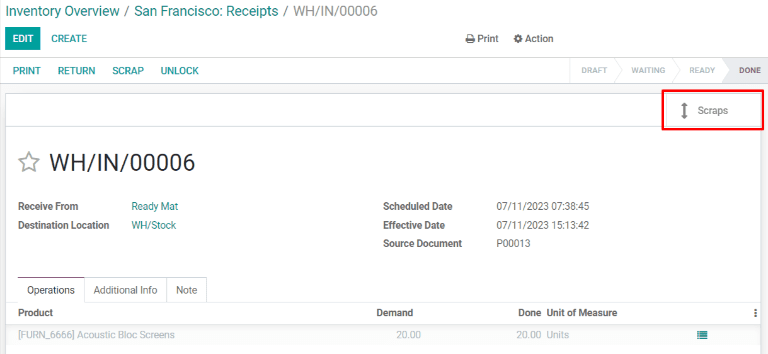 Inventory Overview / San Francisco: Receipts / WH/IN/00006
EDIT CREATE Print Action
PRINT RETURN SCRAP UNLOCK DRAFT WAITING READY DONE
Scraps
WH/IN/00006
Receive From Ready Mat Scheduled Date 07/11/2023 07:38:45
Destination Location WH/Stock Effective Date 07/11/2023 15:13:42
Source Document P00013
Operations Additional Info Note
Product Demand Done Unit of Measure
[FURN_6666] Acoustic Bloc Screens 20.00 20.00 Units